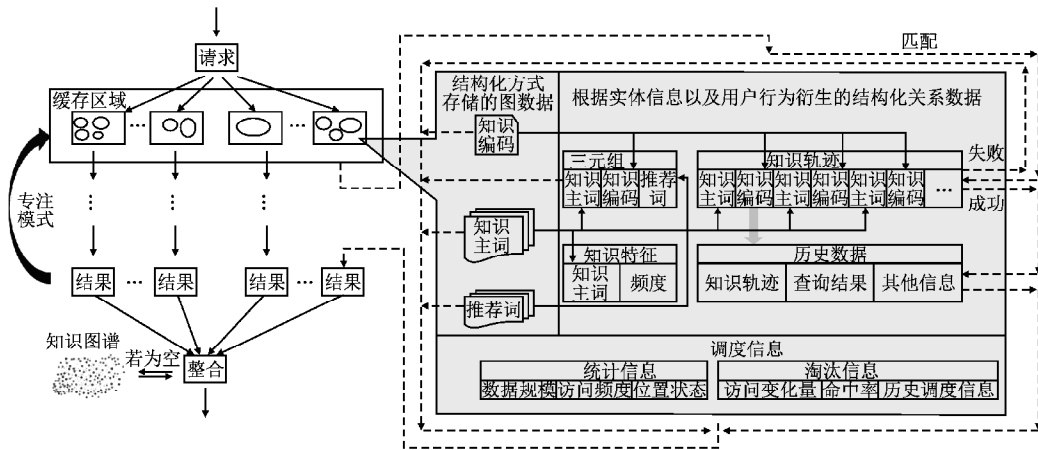 请求
缓存区域
…
…
专注
模式
结果 … 结果 结果 … 结果
知识图谱
若为空
整合
匹配
结构化方式
存储的图数据
根据实体信息以及用户行为衍生的结构化关系数据
知识
编码
三元组
知识 知识 推荐
主词 编码 词
知识轨迹
知识 知识 知识 知识 知识 知识 …
主词 编码 主词 编码 主词 编码
失败
成功
知识
主词
知识特征
知识 频度
主词
历史数据
知识轨迹 查询结果 其他信息
推荐词
调度信息
统计信息
数据规模 访问频度 位置状态
淘汰信息
访问变化量 命中率 历史调度信息